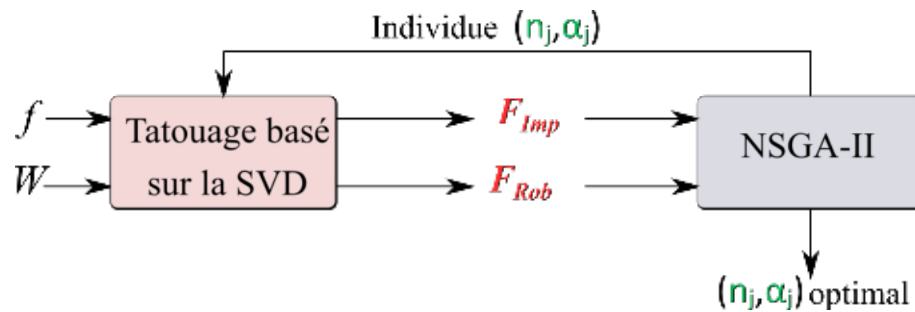 Individue (nj,αj)
f
W
Tatouage basé
sur la SVD
FImp
FRob
NSGA-II
(nj,αj) optimal